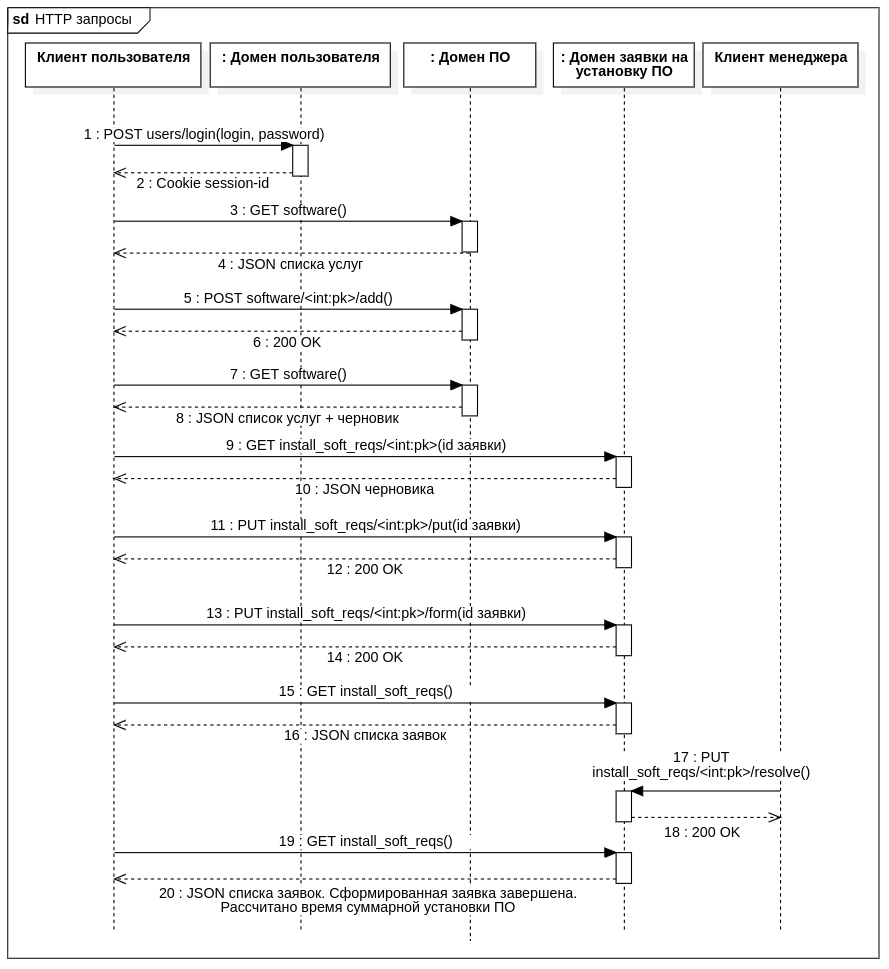 sd HTTP запросы
Клиент пользователя
: Домен пользователя
: Домен ПО
: Домен заявки на
установку ПО
Клиент менеджера
1 : POST users/login(login, password)
2 : Cookie session-id
3 : GET software()
4 : JSON списка услуг
5 : POST software/<int:pk>/add()
6 : 200 OK
7 : GET software()
8 : JSON список услуг + черновик
9 : GET install_soft_reqs/<int:pk>(id заявки)
10 : JSON черновика
11 : PUT install_soft_reqs/<int:pk>/put(id заявки)
12 : 200 OK
13 : PUT install_soft_reqs/<int:pk>/form(id заявки)
14 : 200 OK
15 : GET install_soft_reqs()
16 : JSON списка заявок
17 : PUT
install_soft_reqs/<int:pk>/resolve()
18 : 200 OK
19 : GET install_soft_reqs()
20 : JSON списка заявок. Сформированная заявка завершена.
Рассчитано время суммарной установки ПО